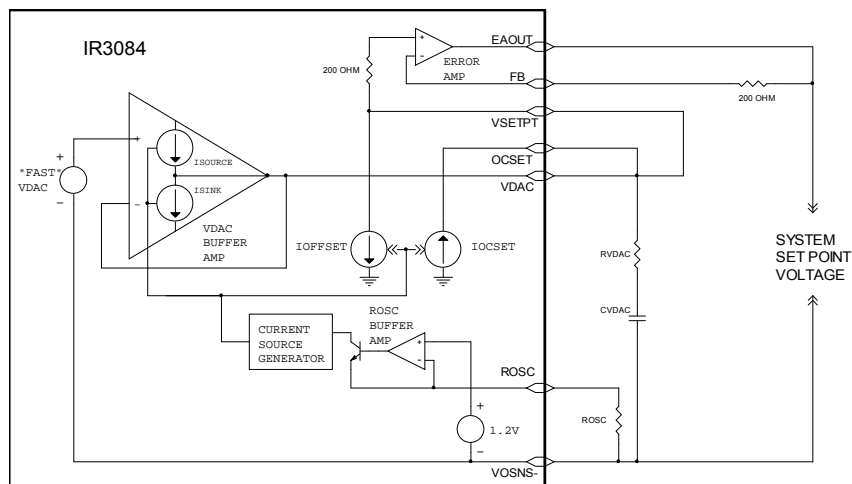 IR3084
EAOUT
200 OHM
+
-
ERROR
AMP
FB
200 OHM
VSETPT
OCSET
VDAC
+
"FAST"
VDAC
-
+
-
ISOURCE
ISINK
VDAC
BUFFER
AMP
IOFFSET
IOCSET
SYSTEM
SET POINT
VOLTAGE
RVDAC
CVDAC
CURRENT
SOURCE
GENERATOR
ROSC
BUFFER
AMP
+
-
ROSC
ROSC
+
1.2V
-
VOSNS-